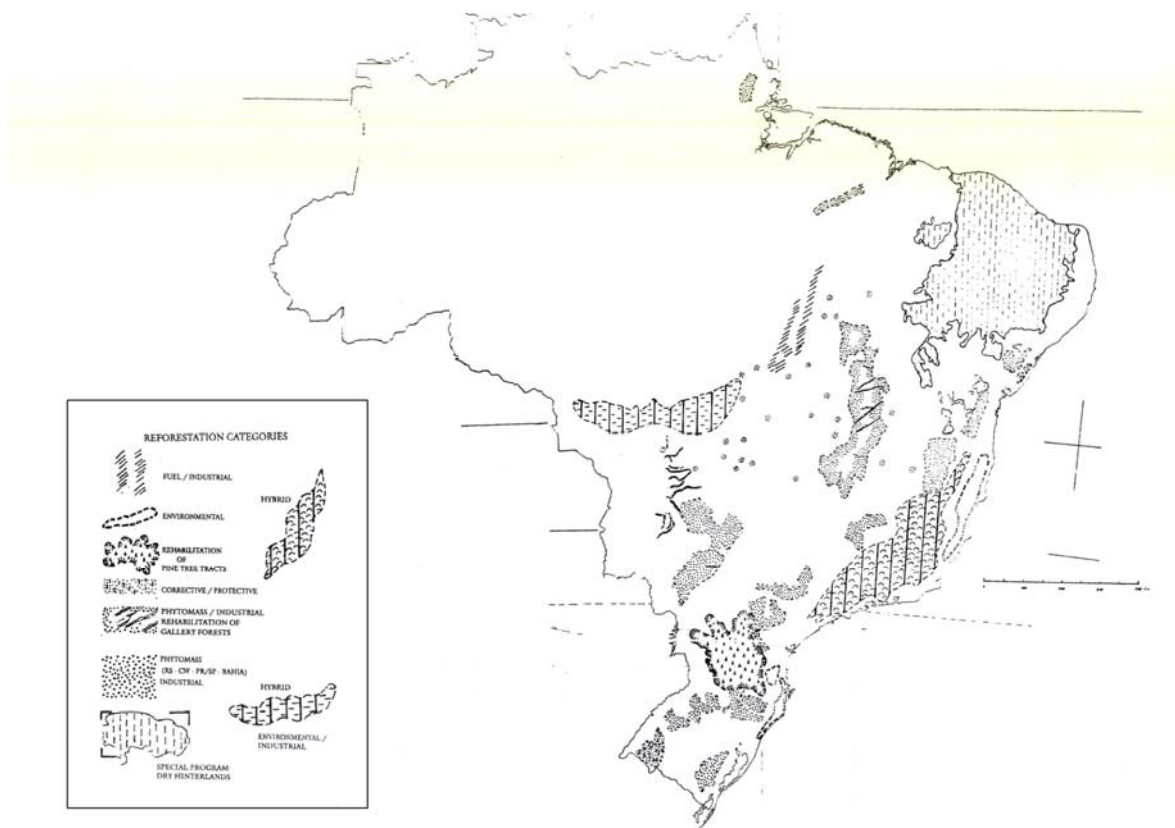 REFORESTATION CATEGORIES
FUEL / INDUSTRIAL
HYBRID
ENVIRONMENTAL
REHABILITATION
OF
PINE TREE TRACTS
CORRECTIVE / PROTECTIVE
PHYTOMASS / INDUSTRIAL
REHABILITATION OF
GALLERY FORESTS
PHYTOMASS
(RS - CW - PR/SP - BAHIA)
INDUSTRIAL
HYBRID
ENVIRONMENTAL /
INDUSTRIAL
SPECIAL PROGRAM
DRY HINTERLANDS